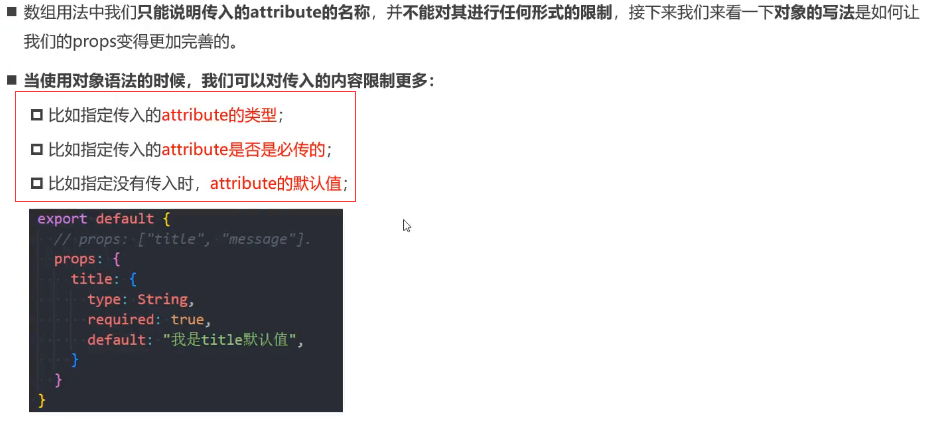 数组用法中我们只能说明传入的attribute的名称，并不能对其进行任何形式的限制，接下来我们来看一下对象的写法是如何让
我们的props变得更加完善的。
当使用对象语法的时候，我们可以对传入的内容限制更多：
比如指定传入的attribute的类型；
比如指定传入的attribute是否是必传的；
比如指定没有传入时，attribute的默认值；
export default {
// props: ["title", "message"].
props: {
title: {
type: String,
required: true,
default: "我是title默认值",
}
}
}